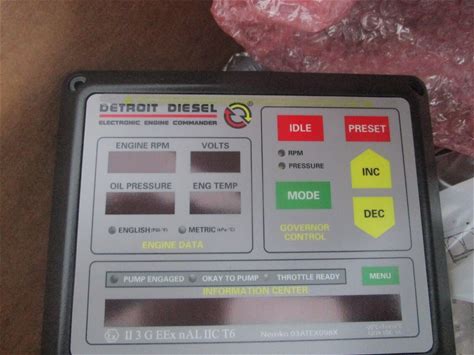 DETROIT DIESEL
ELECTRONIC ENGINE COMMANDER
IDLE
PRESET
ENGINE RPM
VOLTS
RPM
PRESSURE
INC
OIL PRESSURE
ENG TEMP
MODE
DEC
ENGLISH
METRIC
GOVERNOR
CONTROL
ENGINE DATA
PUMP ENGAGED
OKAY TO PUMP
THROTTLE READY
MENU
INFORMATION CENTER
II 3 G EEx nAL IIC T6